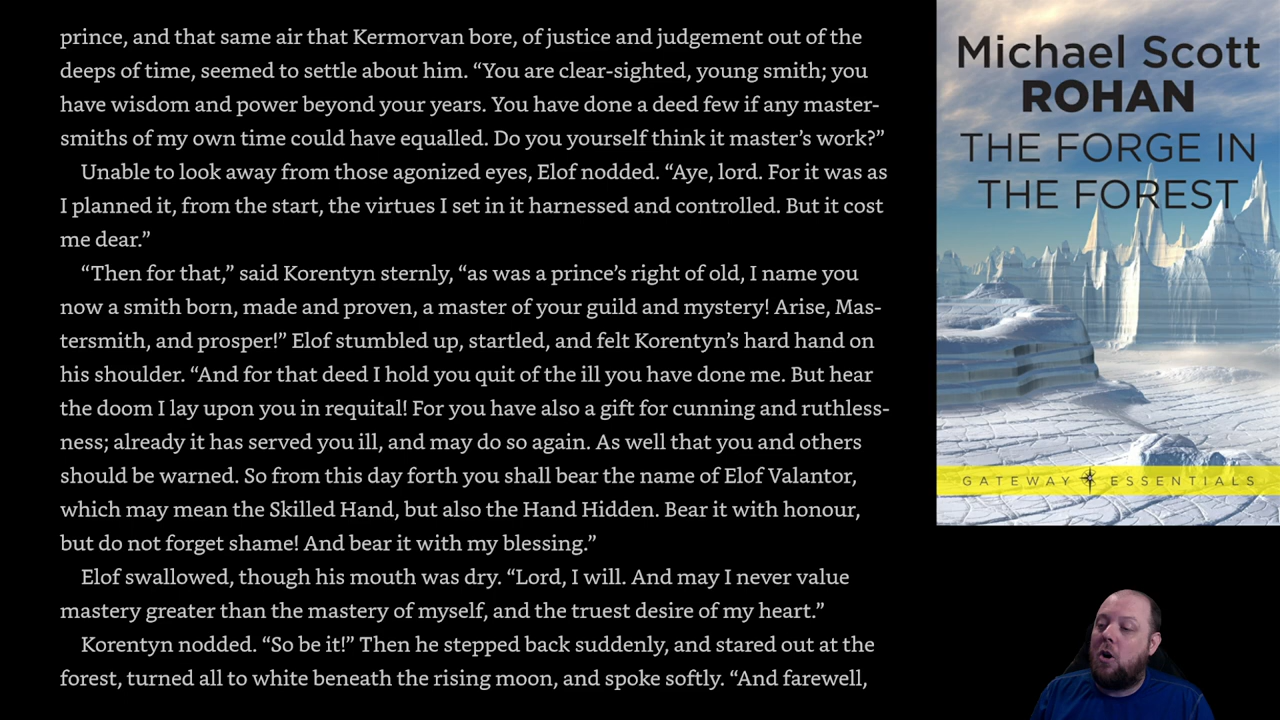 prince, and that same air that Kermorvan bore, of justice and judgement out of the
deeps of time, seemed to settle about him. “You are clear-sighted, young smith; you
have wisdom and power beyond your years. You have done a deed few if any master-
smiths of my own time could have equalled. Do you yourself think it master’s work?”
Unable to look away from those agonized eyes, Elof nodded. “Aye, lord. For it was as
I planned it, from the start, the virtues I set in it harnessed and controlled. But it cost
me dear.”
“Then for that,” said Korentyn sternly, “as was a prince’s right of old, I name you
now a smith born, made and proven, a master of your guild and mystery! Arise, Mas-
tersmith, and prosper!” Elof stumbled up, startled, and felt Korentyn’s hard hand on
his shoulder. “And for that deed I hold you quit of the ill you have done me. But hear
the doom I lay upon you in requital! For you have also a gift for cunning and ruthless-
ness; already it has served you ill, and may do so again. As well that you and others
should be warned. So from this day forth you shall bear the name of Elof Valantor,
which may mean the Skilled Hand, but also the Hand Hidden. Bear it with honour,
but do not forget shame! And bear it with my blessing.”
Elof swallowed, though his mouth was dry. “Lord, I will. And may I never value
mastery greater than the mastery of myself, and the truest desire of my heart.”
Korentyn nodded. “So be it!” Then he stepped back suddenly, and stared out at the
forest, turned all to white beneath the rising moon, and spoke softly. “And farewell,
Michael Scott
ROHAN
THE FORGE IN
THE FOREST
GATEWAY ESSENTIALS